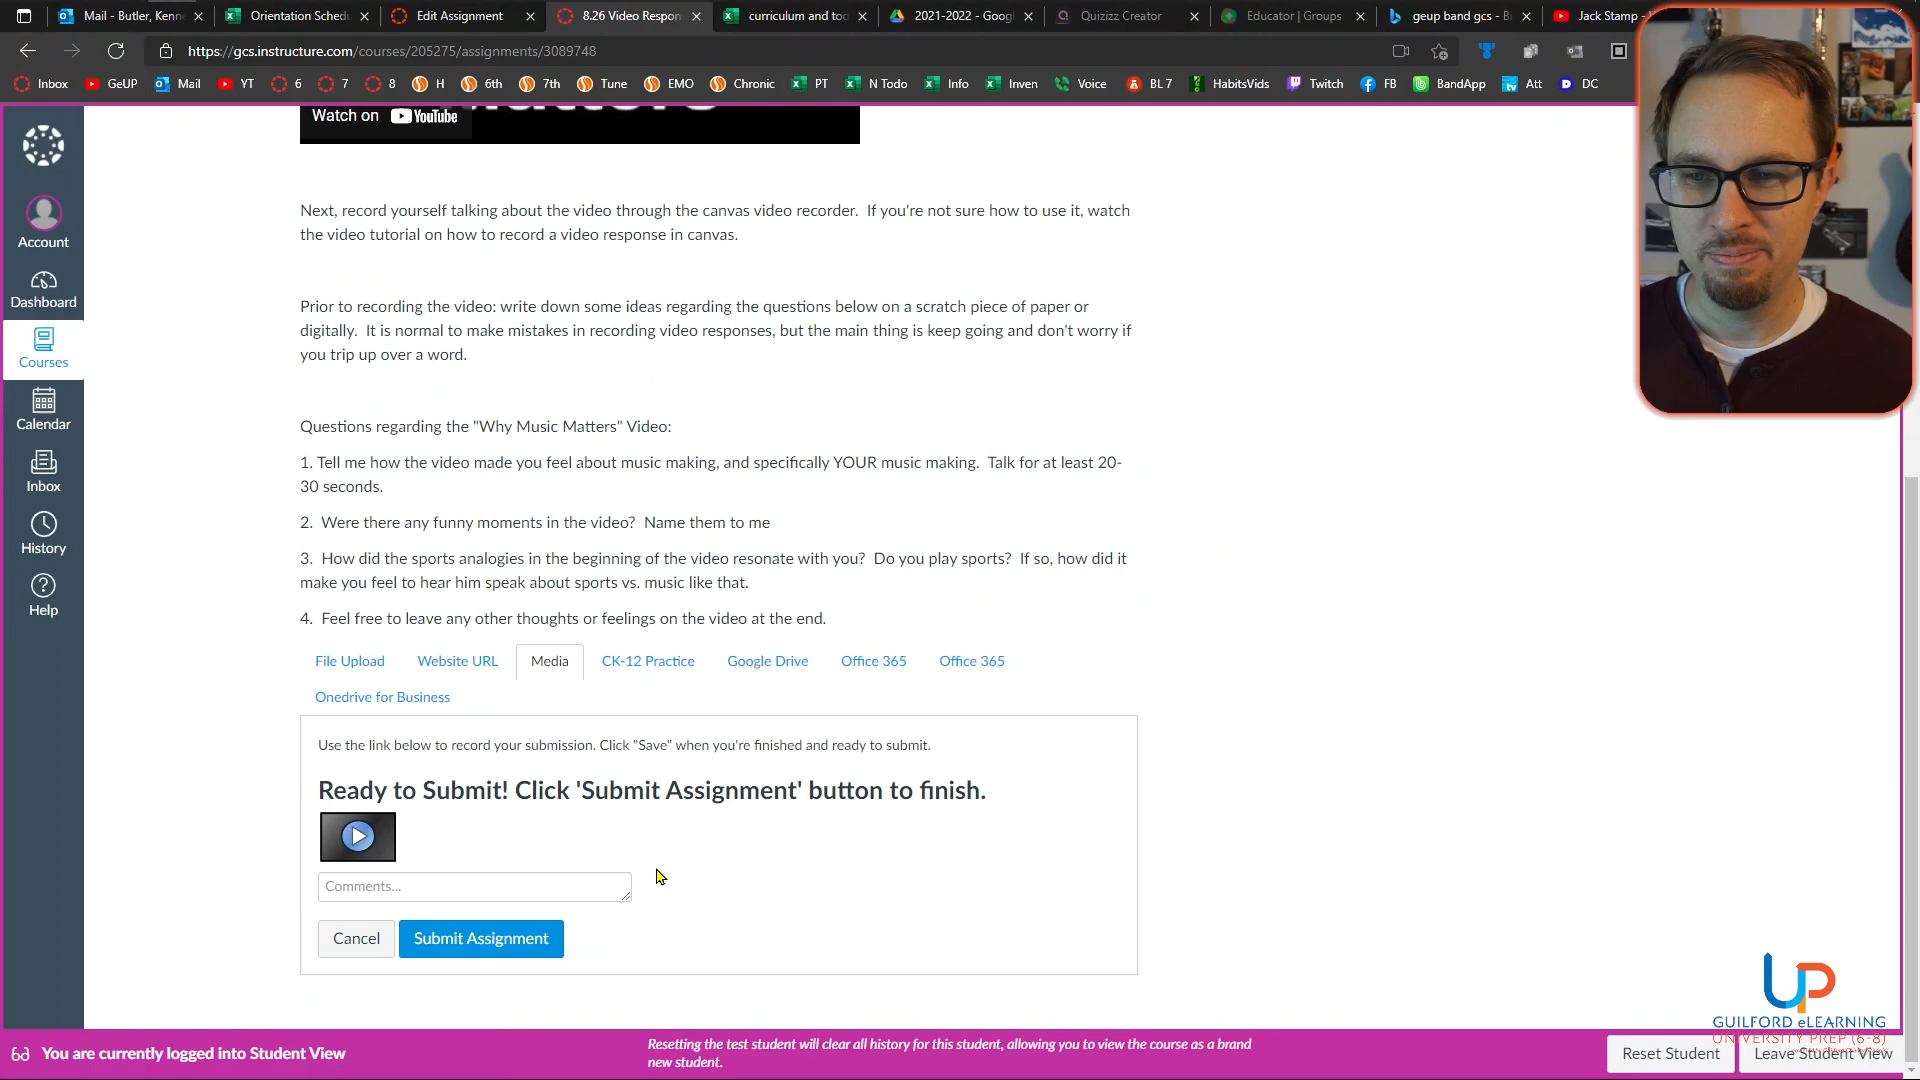 Mail - Butler, Kenne
Orientation Schedu
Edit Assignment
8.26 Video Respon
curriculum and too
2021-2022 - Googl
Quizizz Creator
Educator | Groups
geup band gcs - Bi
Jack Stamp -
https://gcs.instructure.com/courses/205275/assignments/3089748
Inbox
GeUP
Mail
YT
6
7
8
H
6th
7th
Tune
EMO
Chronic
PT
N Todo
Info
Inven
Voice
BL 7
HabitsVids
Twitch
FB
BandApp
Att
DC
Watch on YouTube
Account
Dashboard
Courses
Calendar
Inbox
History
Help
Next, record yourself talking about the video through the canvas video recorder. If you're not sure how to use it, watch
the video tutorial on how to record a video response in canvas.
Prior to recording the video: write down some ideas regarding the questions below on a scratch piece of paper or
digitally. It is normal to make mistakes in recording video responses, but the main thing is keep going and don't worry if
you trip up over a word.
Questions regarding the "Why Music Matters" Video:
1. Tell me how the video made you feel about music making, and specifically YOUR music making. Talk for at least 20-
30 seconds.
2. Were there any funny moments in the video? Name them to me
3. How did the sports analogies in the beginning of the video resonate with you? Do you play sports? If so, how did it
make you feel to hear him speak about sports vs. music like that.
4. Feel free to leave any other thoughts or feelings on the video at the end.
File Upload
Website URL
Media
CK-12 Practice
Google Drive
Office 365
Office 365
Onedrive for Business
Use the link below to record your submission. Click "Save" when you're finished and ready to submit.
Ready to Submit! Click 'Submit Assignment' button to finish.
Comments...
Cancel
Submit Assignment
UP
GUILFORD eLEARNING
UNIVERSITY PREP (6-8)
You are currently logged into Student View
Resetting the test student will clear all history for this student, allowing you to view the course as a brand
new student.
Reset Student
Leave Student View